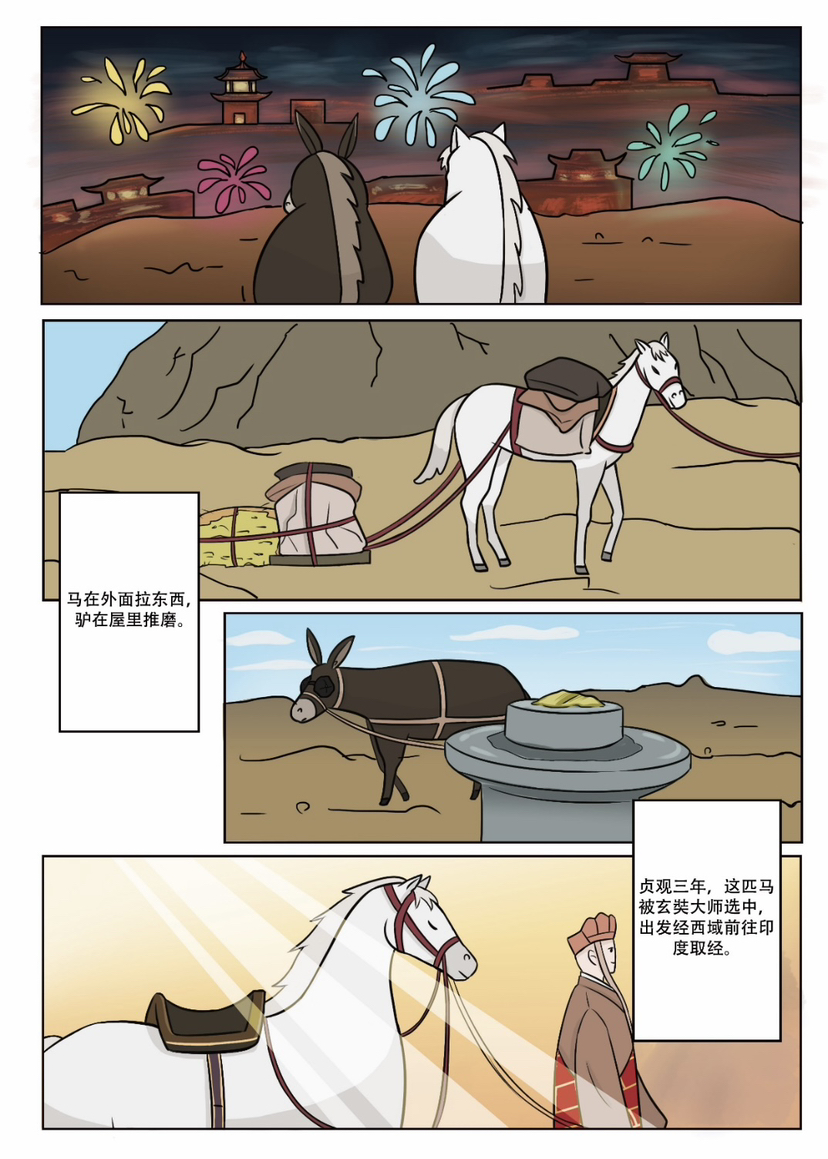 马在外面拉东西，
驴在屋里推磨。
贞观三年，这匹马
被玄奘大师选中，
出发经西域前往印
度取经。